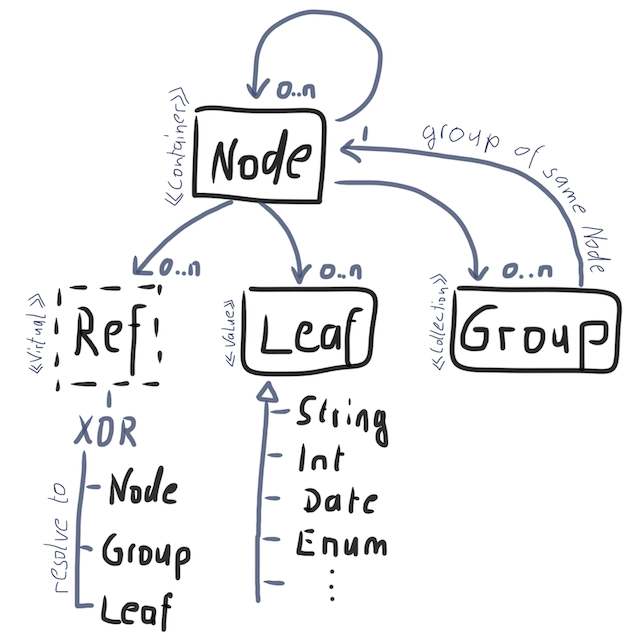 0..n
«Container»
Node
1
group of same Node
0..n
0..n
0..n
«Virtual»
Ref
«Value»
Leaf
«Collection»
Group
XOR
resolve to
Node
Group
Leaf
String
Int
Date
Enum
⋮